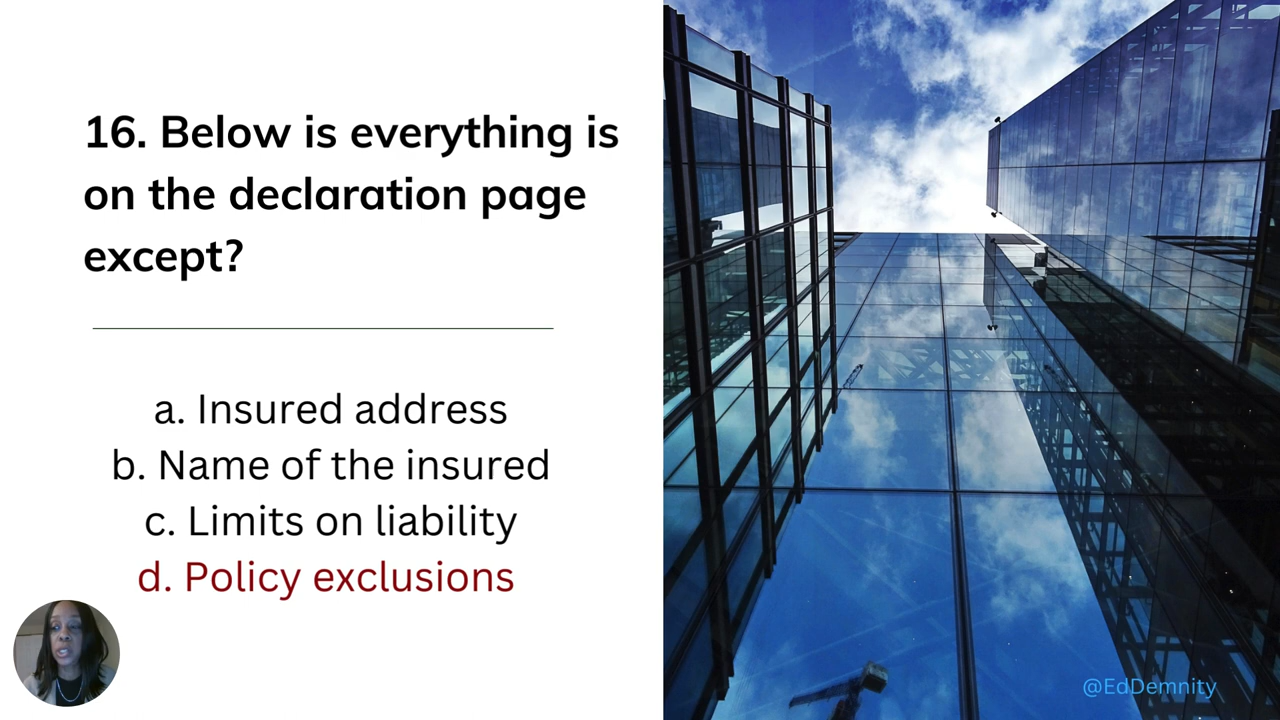 16. Below is everything is
on the declaration page
except?
a. Insured address
b. Name of the insured
c. Limits on liability
d. Policy exclusions
@EdDemnity